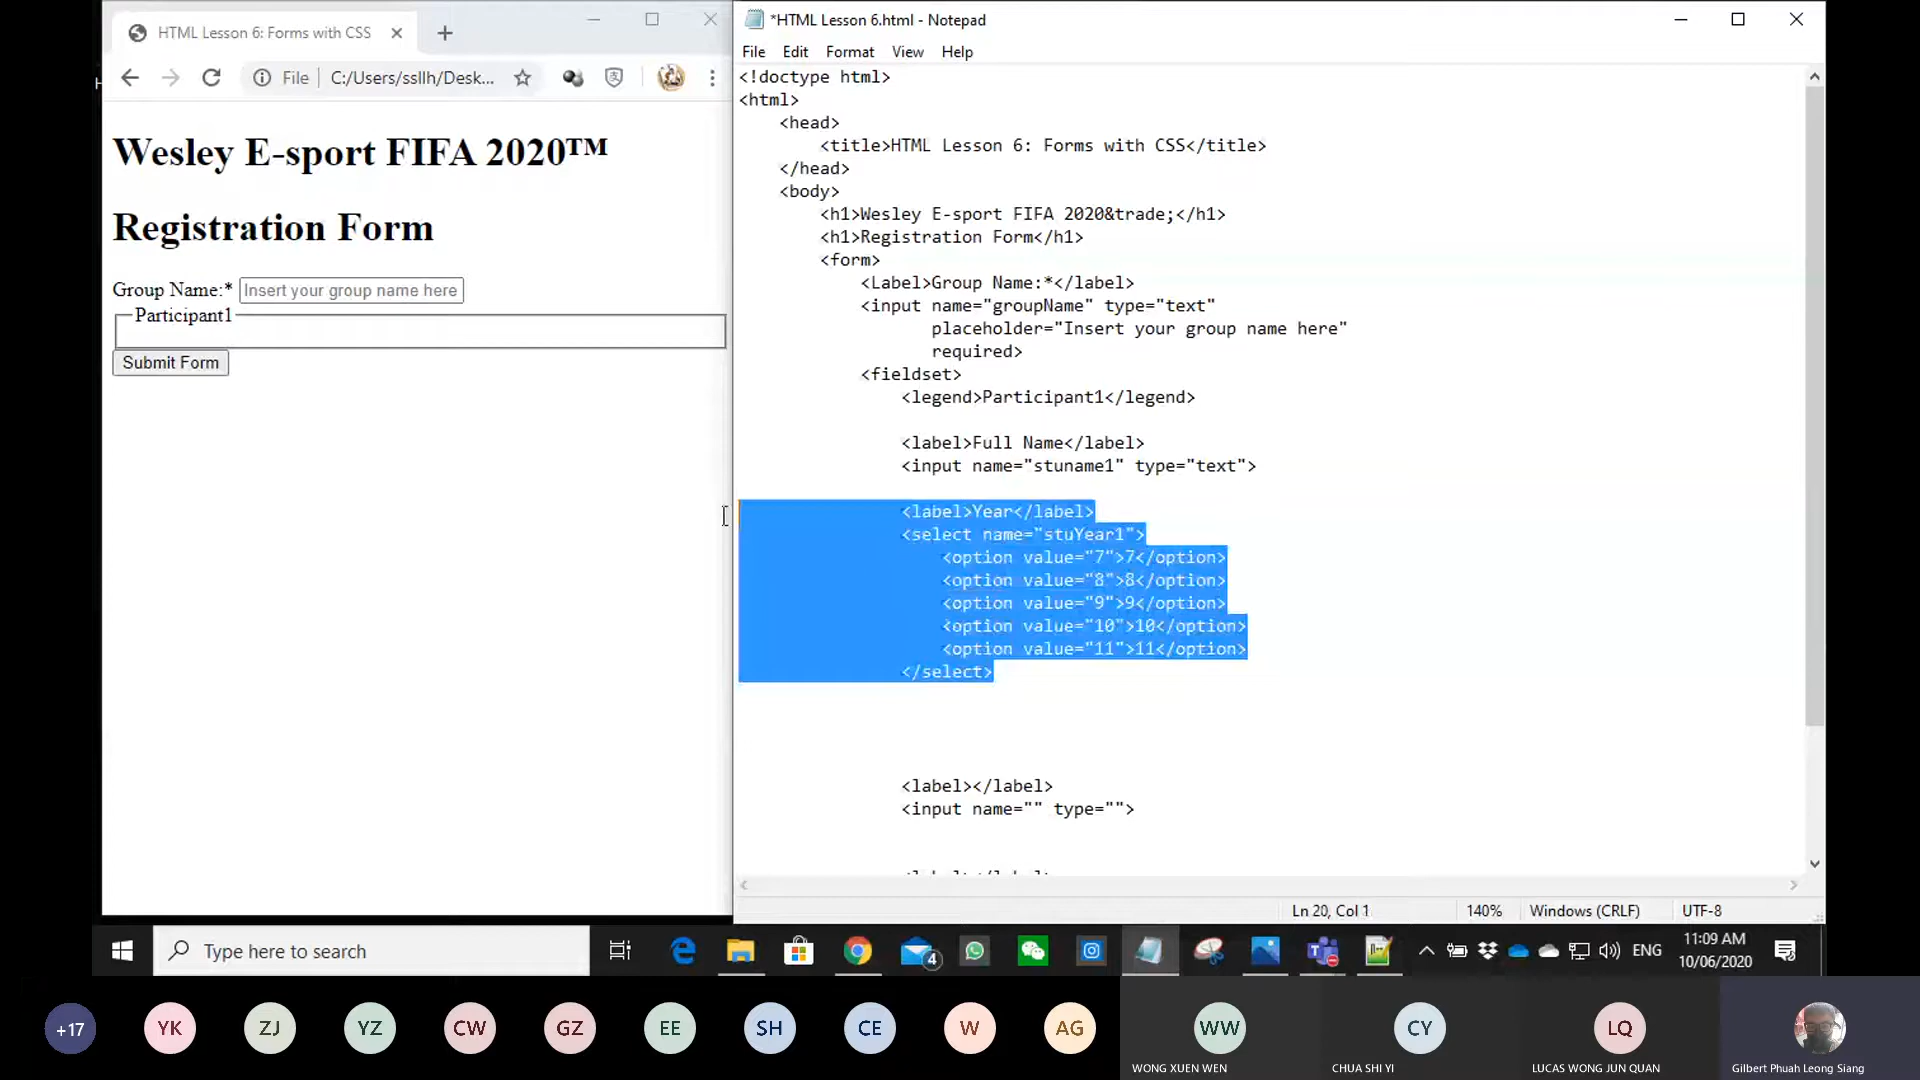 HTML Lesson 6: Forms with CSS
File C:/Users/ssllh/Desk...
Wesley E-sport FIFA 2020™
Registration Form
Group Name:* Insert your group name here
Participant1
Submit Form
*HTML Lesson 6.html - Notepad
File Edit Format View Help
<!doctype html>
<html>
<head>
<title>HTML Lesson 6: Forms with CSS</title>
</head>
<body>
<h1>Wesley E-sport FIFA 2020&trade;</h1>
<h1>Registration Form</h1>
<form>
<Label>Group Name:*</label>
<input name="groupName" type="text"
placeholder="Insert your group name here"
required>
<fieldset>
<legend>Participant1</legend>
<label>Full Name</label>
<input name="stuname1" type="text">
<label>Year</label>
<select name="stuYear1">
<option value="7">7</option>
<option value="8">8</option>
<option value="9">9</option>
<option value="10">10</option>
<option value="11">11</option>
</select>
<label></label>
<input name="" type="">
Ln 20, Col 1 140% Windows (CRLF) UTF-8
Type here to search
4
ENG
11:09 AM
10/06/2020
+17 YK ZJ YZ CW GZ EE SH CE W AG WW CY LQ
WONG XUEN WEN CHUA SHI YI LUCAS WONG JUN QUAN Gilbert Phuah Leong Siang